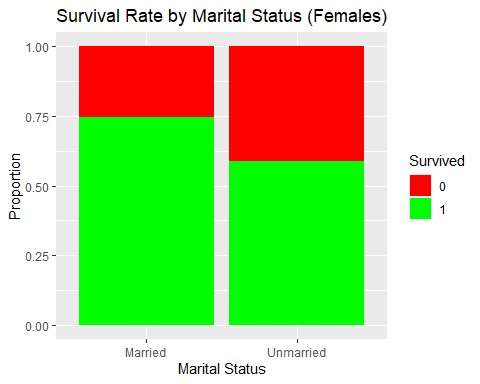 Survival Rate by Marital Status (Females)
1.00
0.75
0.50
0.25
0.00
Proportion
Married
Unmarried
Marital Status
Survived
0
1